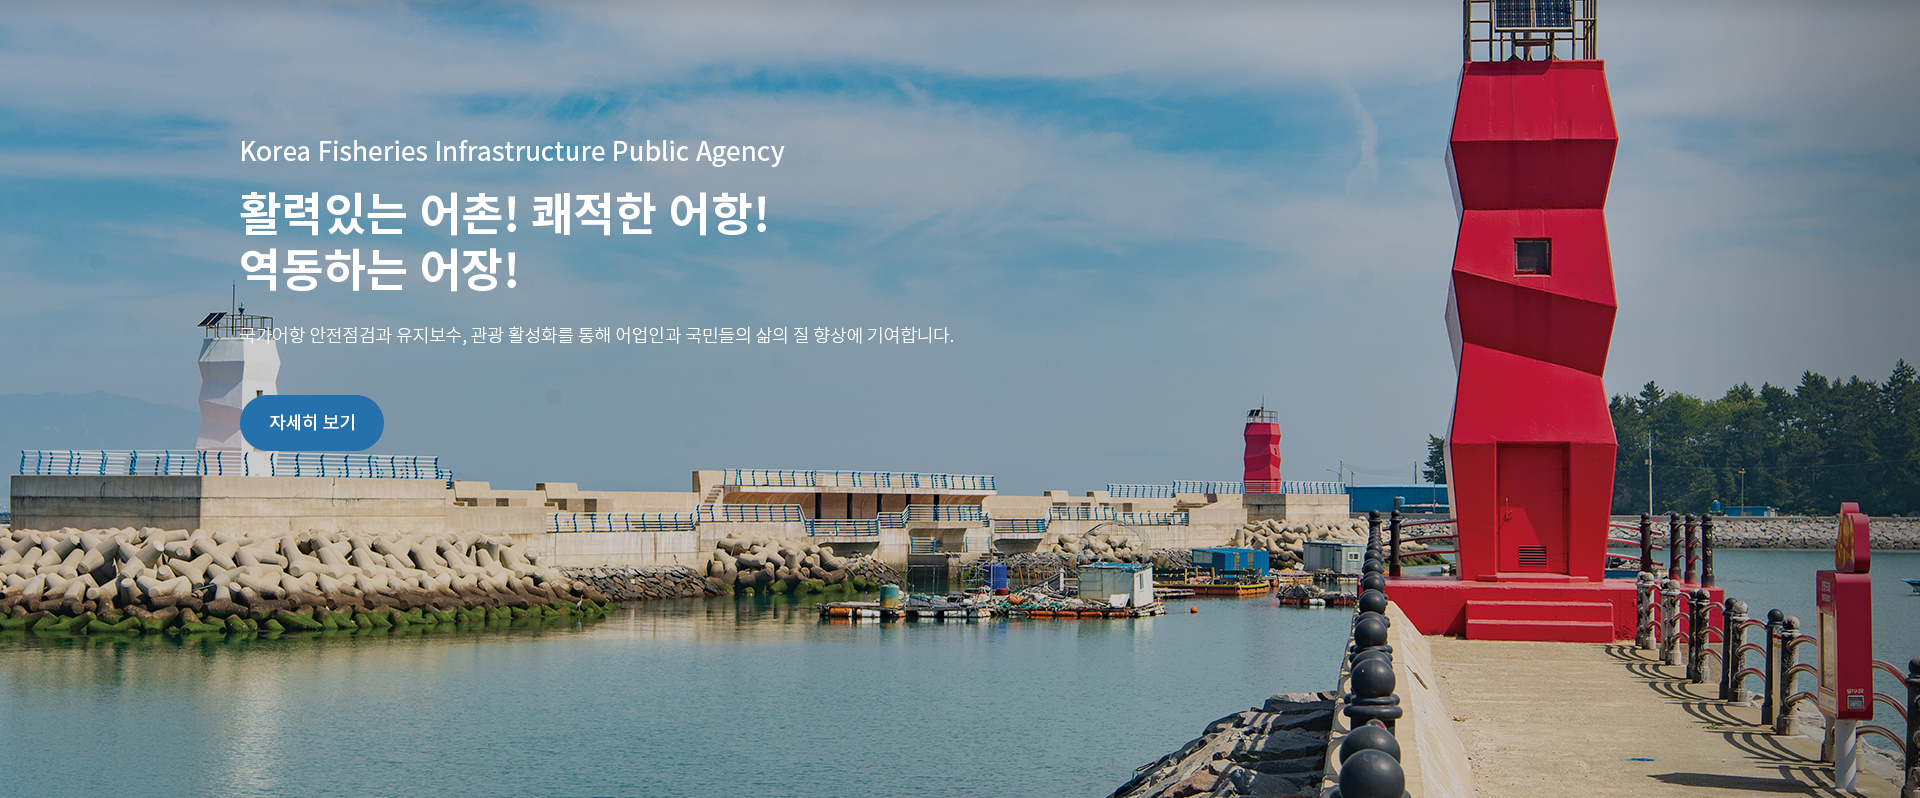 Korea Fisheries Infrastructure Public Agency
활력있는 어촌! 쾌적한 어항!
역동하는 어장!
국가어항 안전점검과 유지보수, 관광 활성화를 통해 어업인과 국민들의 삶의 질 향상에 기여합니다.
자세히 보기